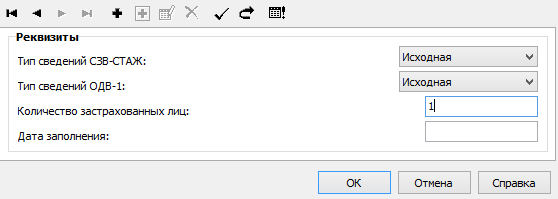 Реквизиты
Тип сведений СЗВ-СТАЖ: Исходная
Тип сведений ОДВ-1: Исходная
Количество застрахованных лиц: 1
Дата заполнения:
ОК Отмена Справка